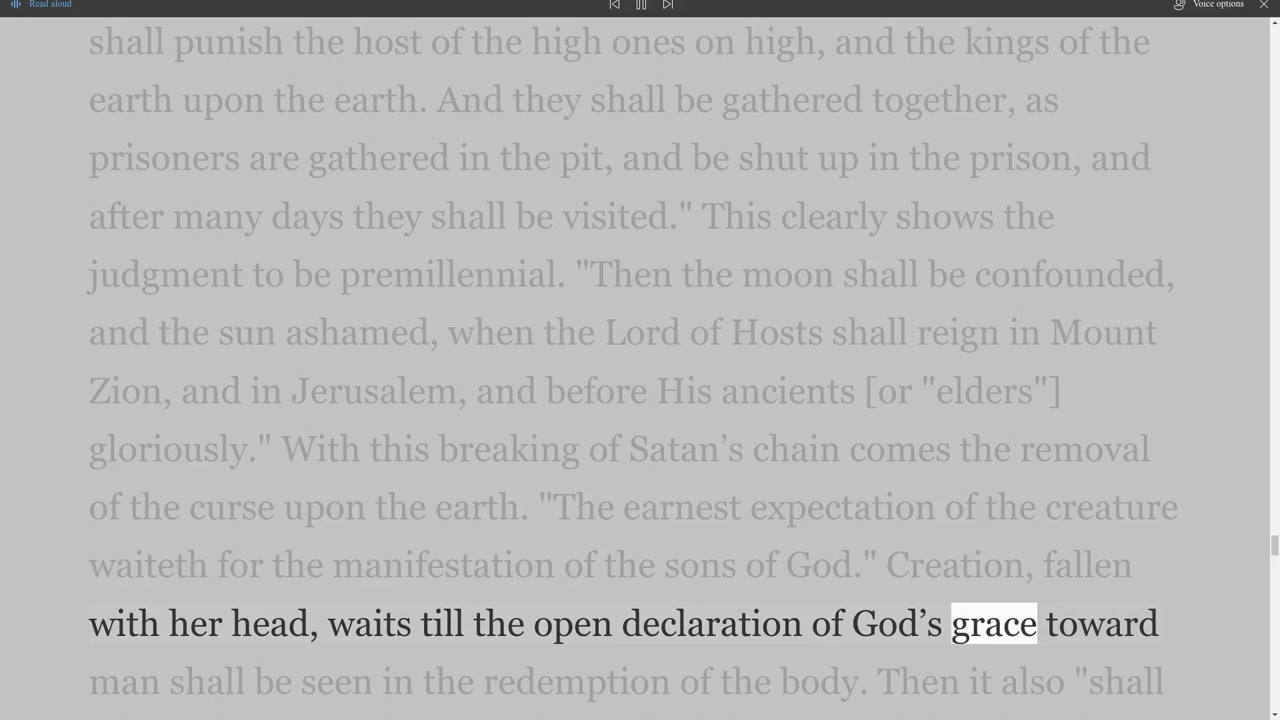 Read aloud
Voice options
shall punish the host of the high ones on high, and the kings of the
earth upon the earth. And they shall be gathered together, as
prisoners are gathered in the pit, and be shut up in the prison, and
after many days they shall be visited." This clearly shows the
judgment to be premillennial. "Then the moon shall be confounded,
and the sun ashamed, when the Lord of Hosts shall reign in Mount
Zion, and in Jerusalem, and before His ancients [or "elders"]
gloriously." With this breaking of Satan’s chain comes the removal
of the curse upon the earth. "The earnest expectation of the creature
waiteth for the manifestation of the sons of God." Creation, fallen
with her head, waits till the open declaration of God’s grace toward
man shall be seen in the redemption of the body. Then it also "shall